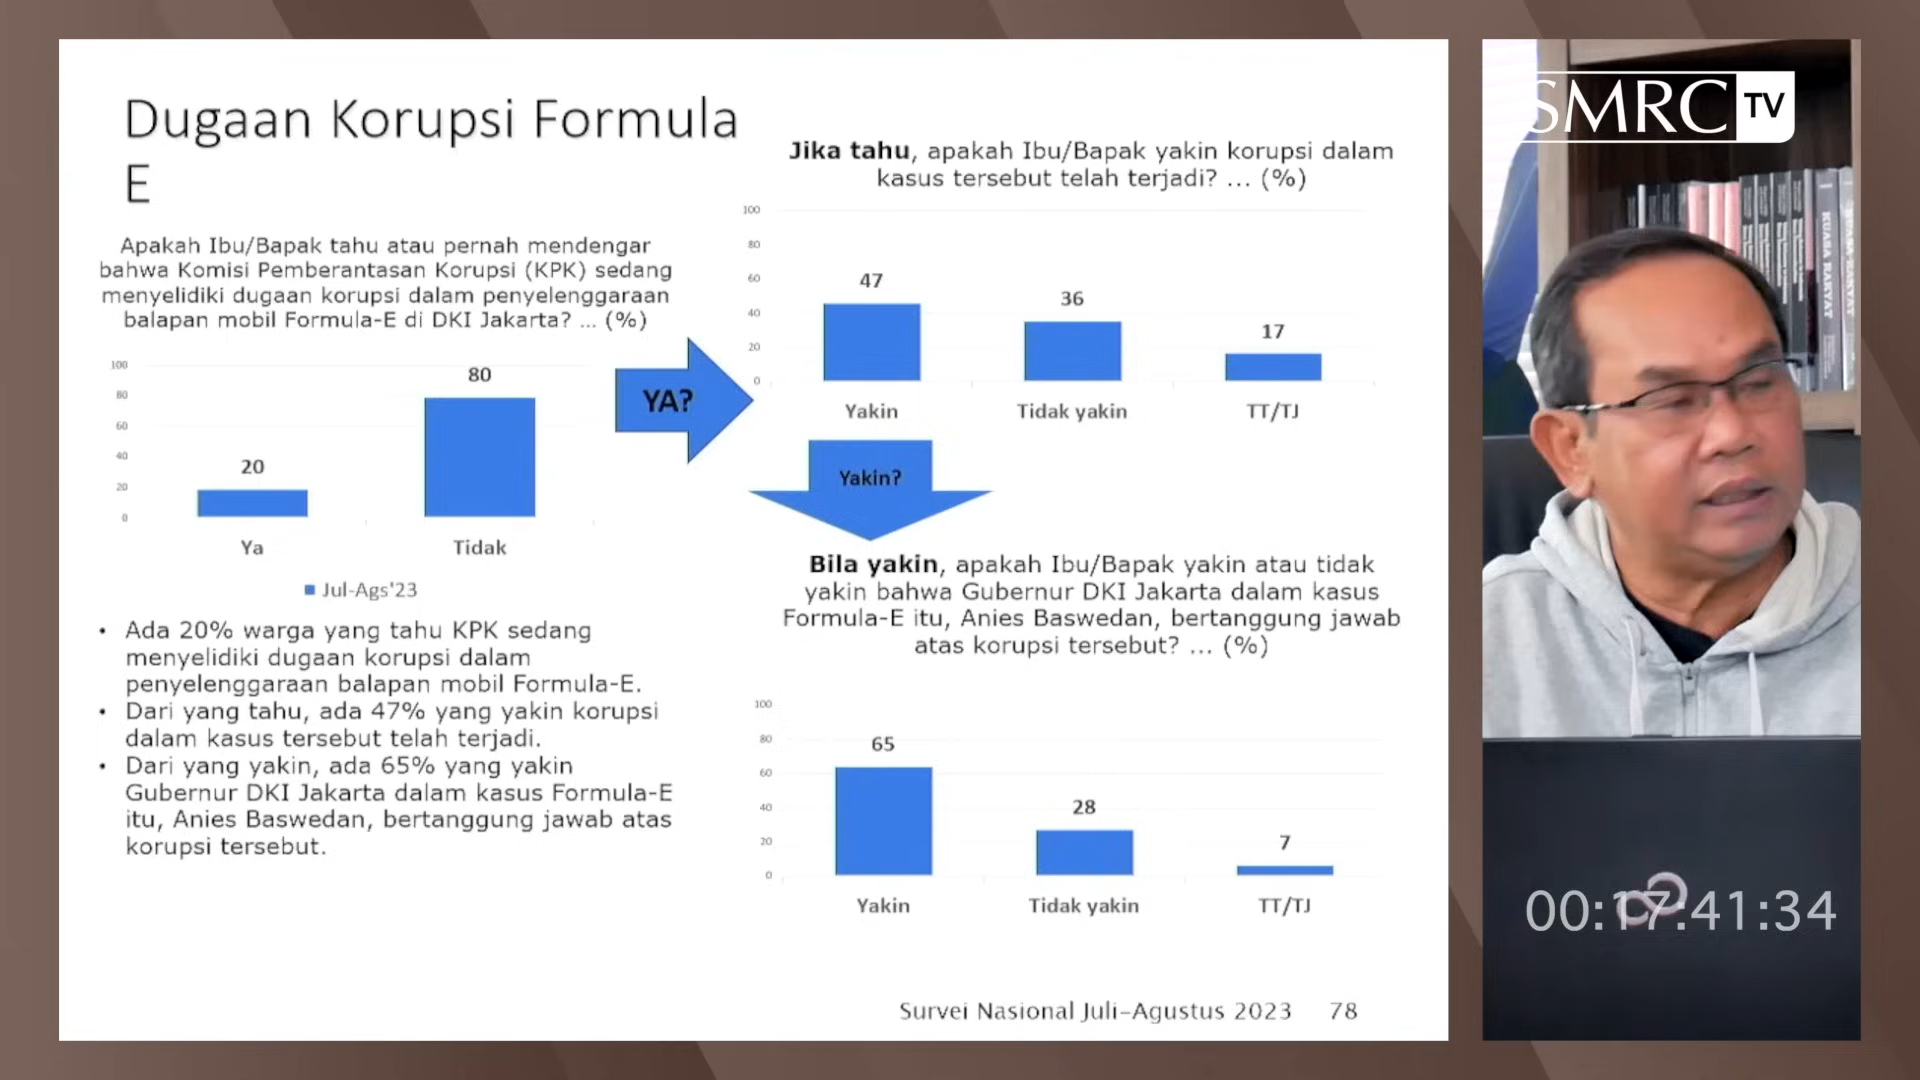 Dugaan Korupsi Formula
E
Apakah Ibu/Bapak tahu atau pernah mendengar
bahwa Komisi Pemberantasan Korupsi (KPK) sedang
menyelidiki dugaan korupsi dalam penyelenggaraan
balapan mobil Formula-E di DKI Jakarta? ... (%)
100
80
60
40
20
0
20
80
Ya
Tidak
Jul-Ags'23
• Ada 20% warga yang tahu KPK sedang
menyelidiki dugaan korupsi dalam
penyelenggaraan balapan mobil Formula-E.
• Dari yang tahu, ada 47% yang yakin korupsi
dalam kasus tersebut telah terjadi.
• Dari yang yakin, ada 65% yang yakin
Gubernur DKI Jakarta dalam kasus Formula-E
itu, Anies Baswedan, bertanggung jawab atas
korupsi tersebut.
YA?
Jika tahu, apakah Ibu/Bapak yakin korupsi dalam
kasus tersebut telah terjadi? ... (%)
100
80
60
40
20
0
47
36
17
Yakin
Tidak yakin
TT/TJ
Yakin?
Bila yakin, apakah Ibu/Bapak yakin atau tidak
yakin bahwa Gubernur DKI Jakarta dalam kasus
Formula-E itu, Anies Baswedan, bertanggung jawab
atas korupsi tersebut? ... (%)
100
80
60
40
20
0
65
28
7
Yakin
Tidak yakin
TT/TJ
Survei Nasional Juli-Agustus 2023 78
SMRC TV
KUASA RAKYAT
00:17:41:34